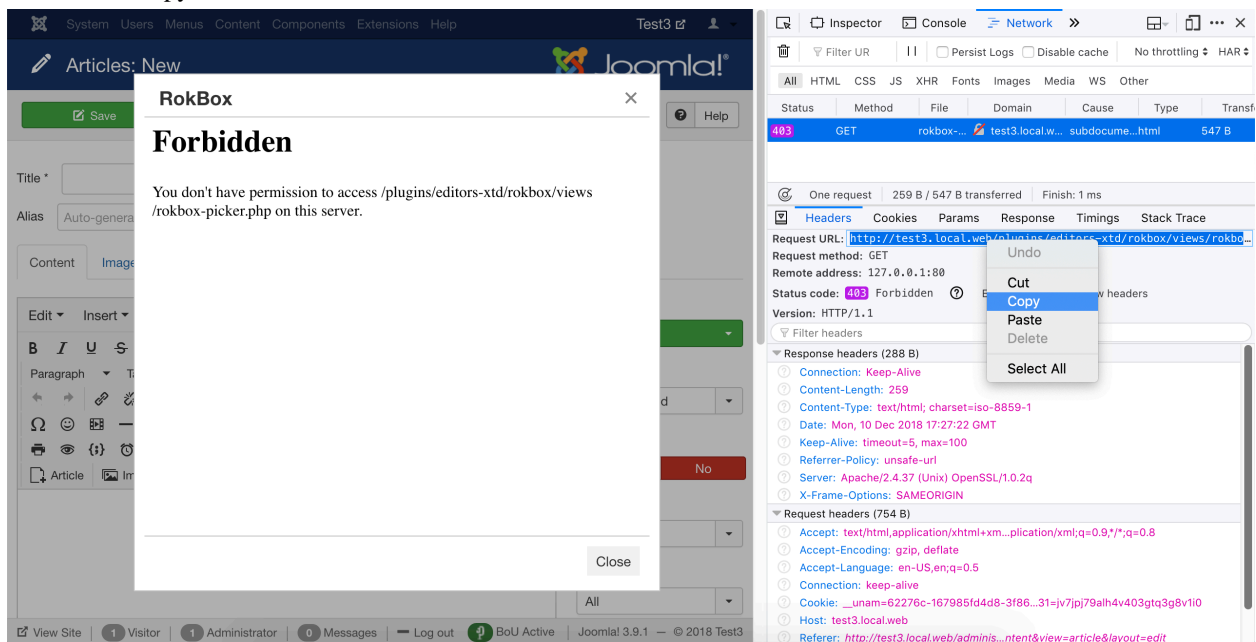 System Users Menus Content Components Extensions Help Test3
Articles: New Joomla!®
Save Help
Title *
Alias Auto-genera
Content Image
Edit Insert
B I U S
Paragraph
Article
RokBox ×
Forbidden
You don't have permission to access /plugins/editors-xtd/rokbox/views
/rokbox-picker.php on this server.
No
Close
All
View Site 1 Visitor 1 Administrator 0 Messages Log out BoU Active Joomla! 3.9.1 — © 2018 Test3
Inspector Console Network
Filter UR Persist Logs Disable cache No throttling HAR
All HTML CSS JS XHR Fonts Images Media WS Other
Status Method File Domain Cause Type Transf
403 GET rokbox-... test3.local.w... subdocume...html 547 B
One request 259 B / 547 B transferred Finish: 1 ms
Headers Cookies Params Response Timings Stack Trace
Request URL: http://test3.local.web/plugins/editors-xtd/rokbox/views/rokbo...
Request method: GET
Remote address: 127.0.0.1:80
Status code: 403 Forbidden w headers
Version: HTTP/1.1
Filter headers
Undo
Cut
Copy
Paste
Delete
Select All
Response headers (288 B)
Connection: Keep-Alive
Content-Length: 259
Content-Type: text/html; charset=iso-8859-1
Date: Mon, 10 Dec 2018 17:27:22 GMT
Keep-Alive: timeout=5, max=100
Referrer-Policy: unsafe-url
Server: Apache/2.4.37 (Unix) OpenSSL/1.0.2q
X-Frame-Options: SAMEORIGIN
Request headers (754 B)
Accept: text/html,application/xhtml+xm...plication/xml;q=0.9,*/*;q=0.8
Accept-Encoding: gzip, deflate
Accept-Language: en-US,en;q=0.5
Connection: keep-alive
Cookie: __unam=62276c-167985fd4d8-3f86...31=jv7jpj79alh4v403gtq3g8v1i0
Host: test3.local.web
Referer: http://test3.local.web/adminis...ntent&view=article&layout=edit